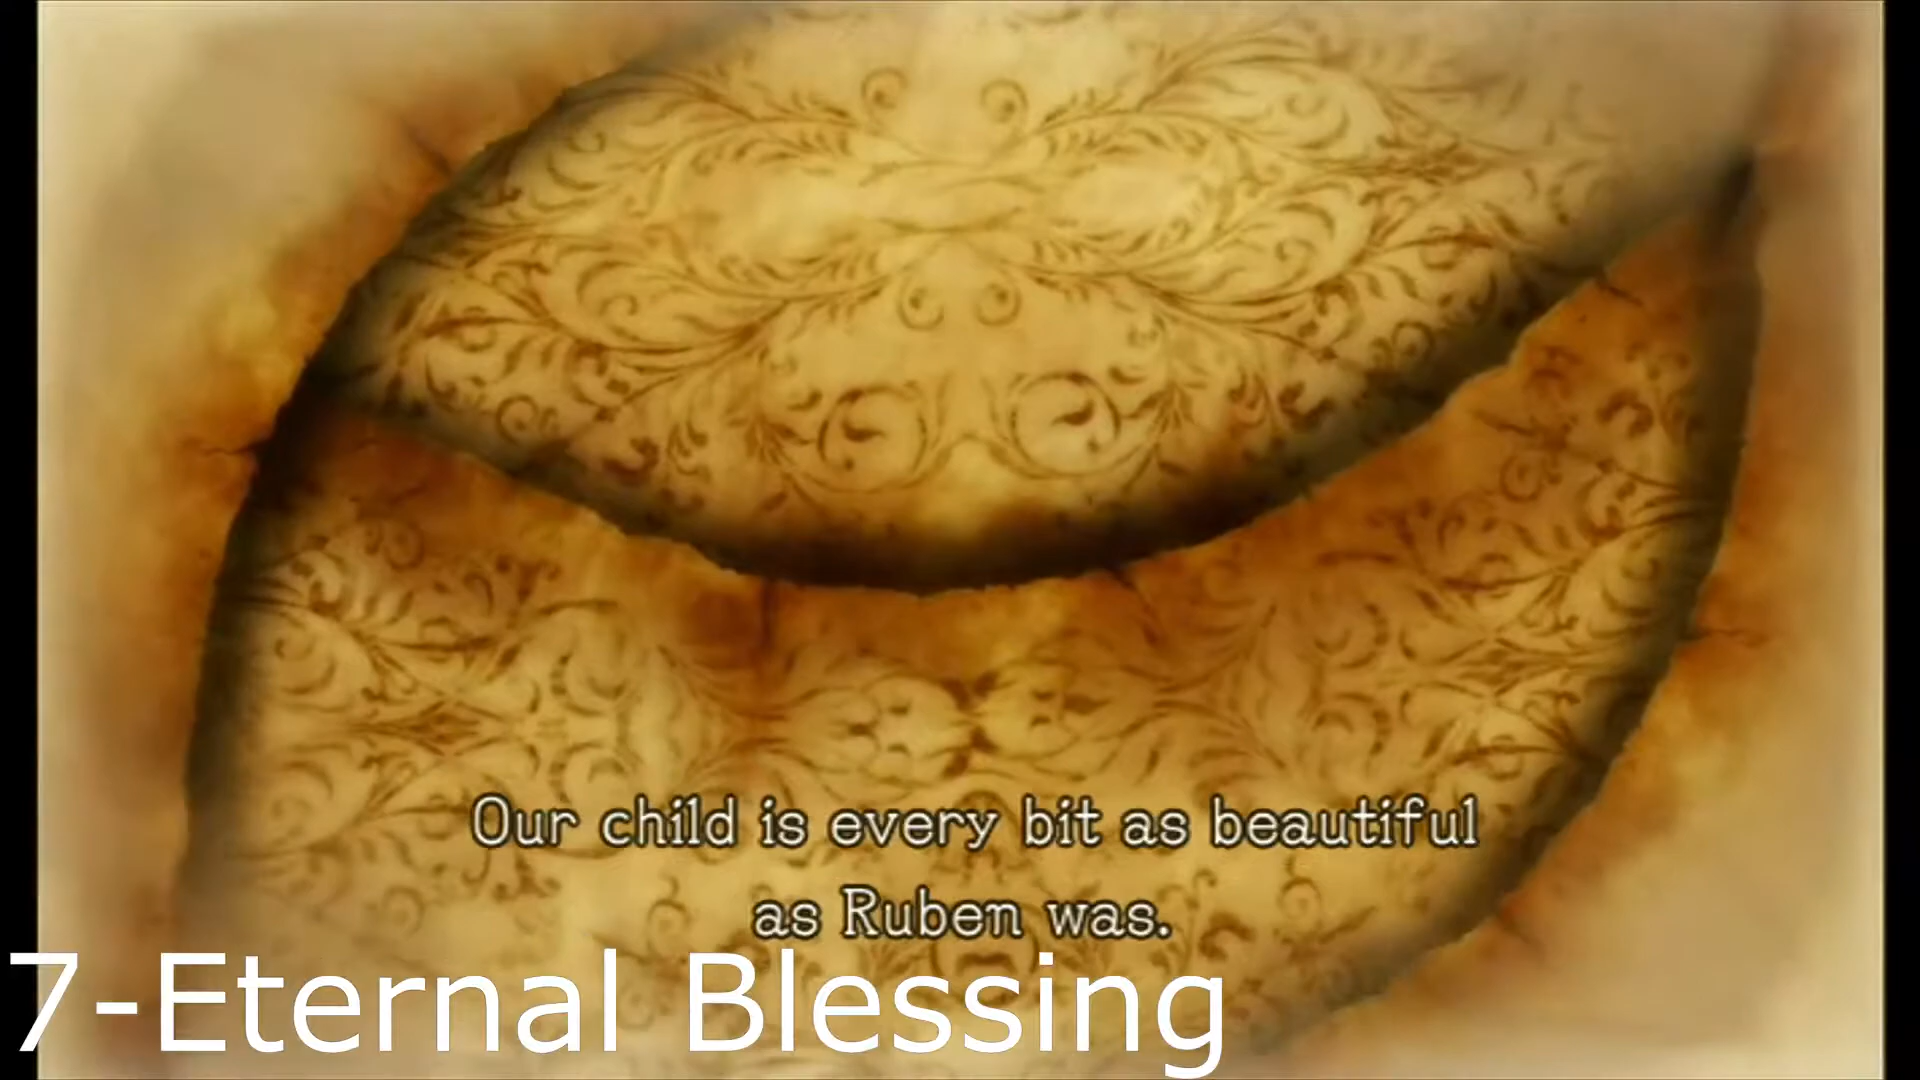 Our child is every bit as beautiful
as Ruben was.
7-Eternal Blessing